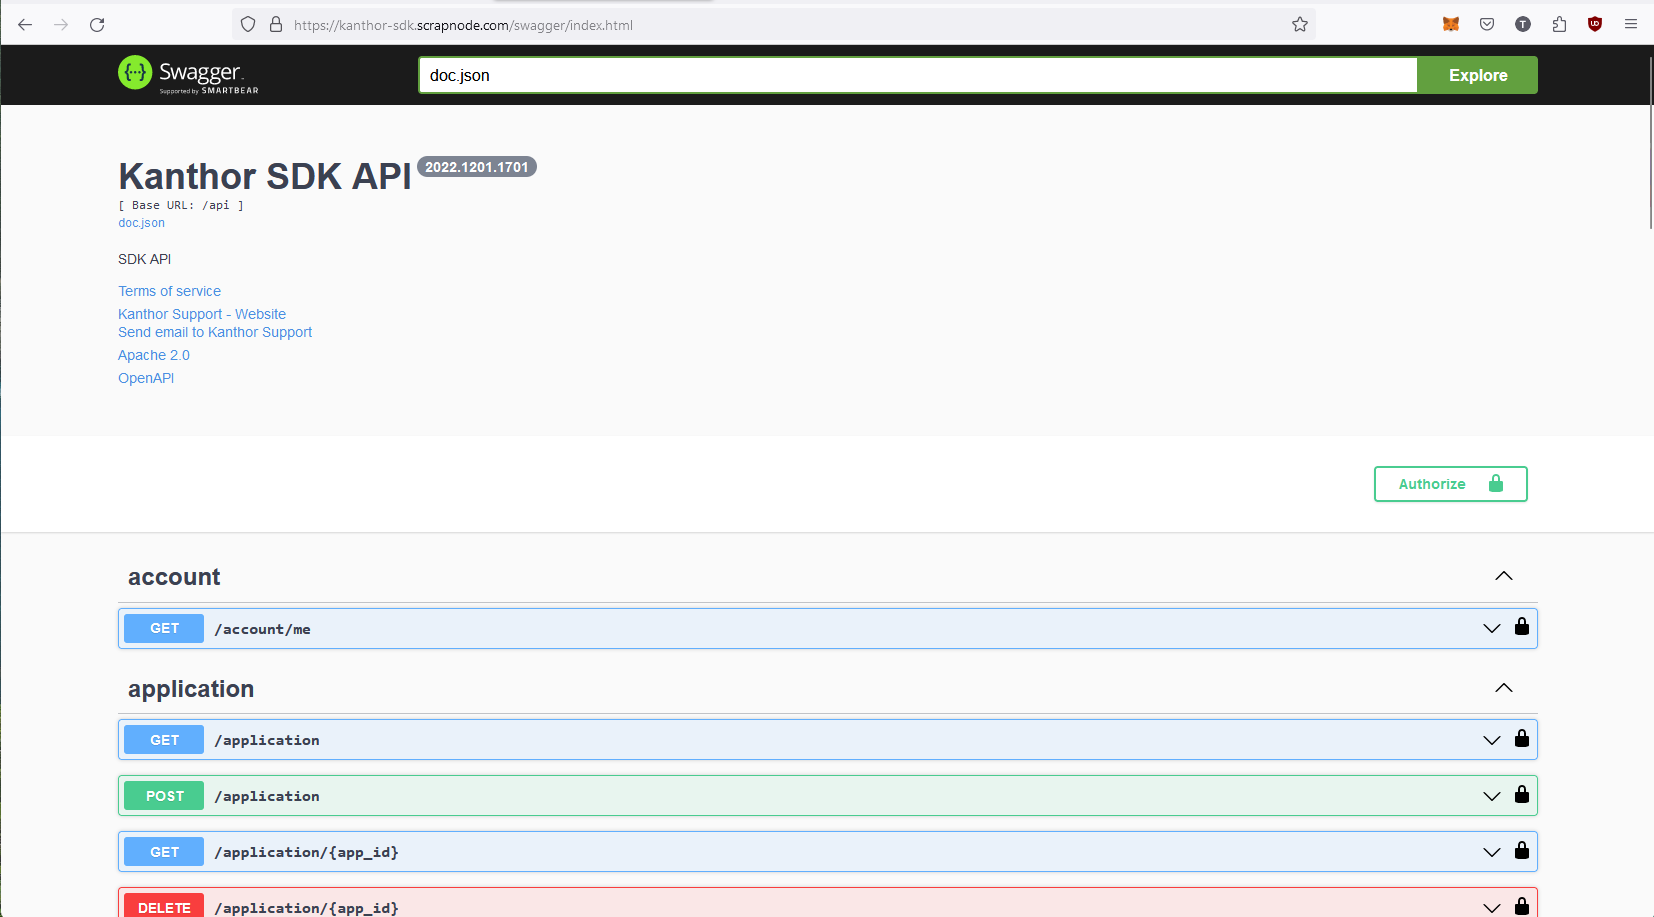 https://kanthor-sdk.scrapnode.com/swagger/index.html
Swagger.
Supported by SMARTBEAR
doc.json
Explore
Kanthor SDK API 2022.1201.1701
[ Base URL: /api ]
doc.json
SDK API
Terms of service
Kanthor Support - Website
Send email to Kanthor Support
Apache 2.0
OpenAPI
Authorize
account
GET /account/me
application
GET /application
POST /application
GET /application/{app_id}
DELETE /application/{app_id}